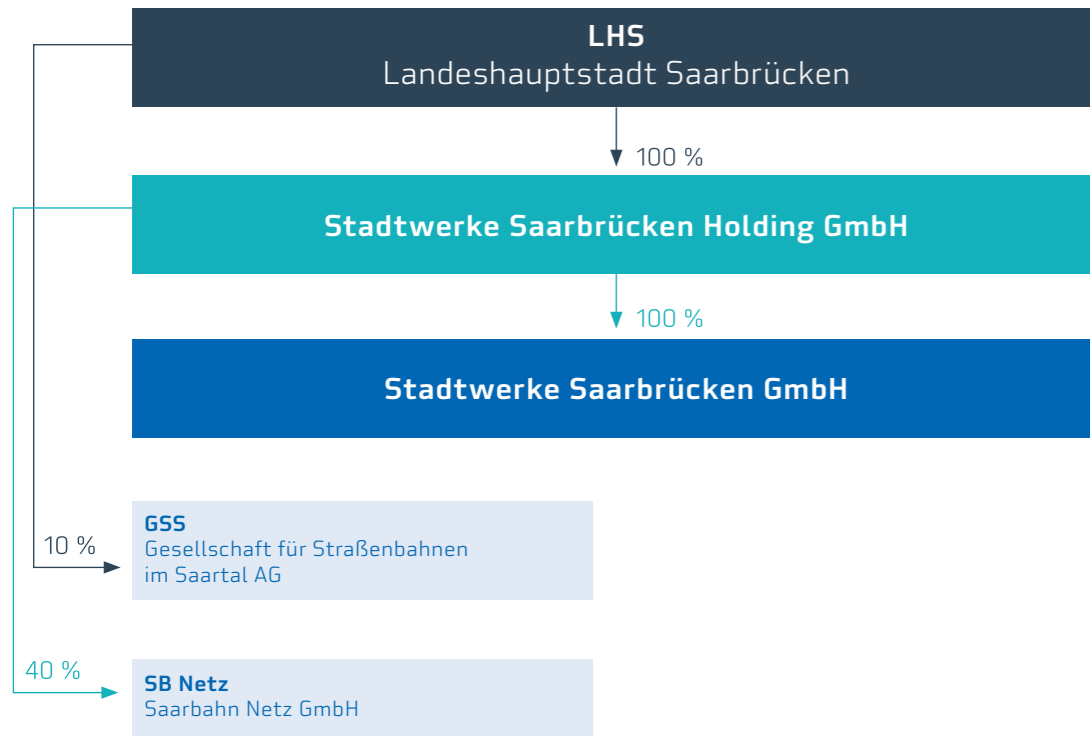 LHS
Landeshauptstadt Saarbrücken
100 %
Stadtwerke Saarbrücken Holding GmbH
100 %
Stadtwerke Saarbrücken GmbH
10 %
GSS
Gesellschaft für Straßenbahnen
im Saartal AG
40 %
SB Netz
Saarbahn Netz GmbH